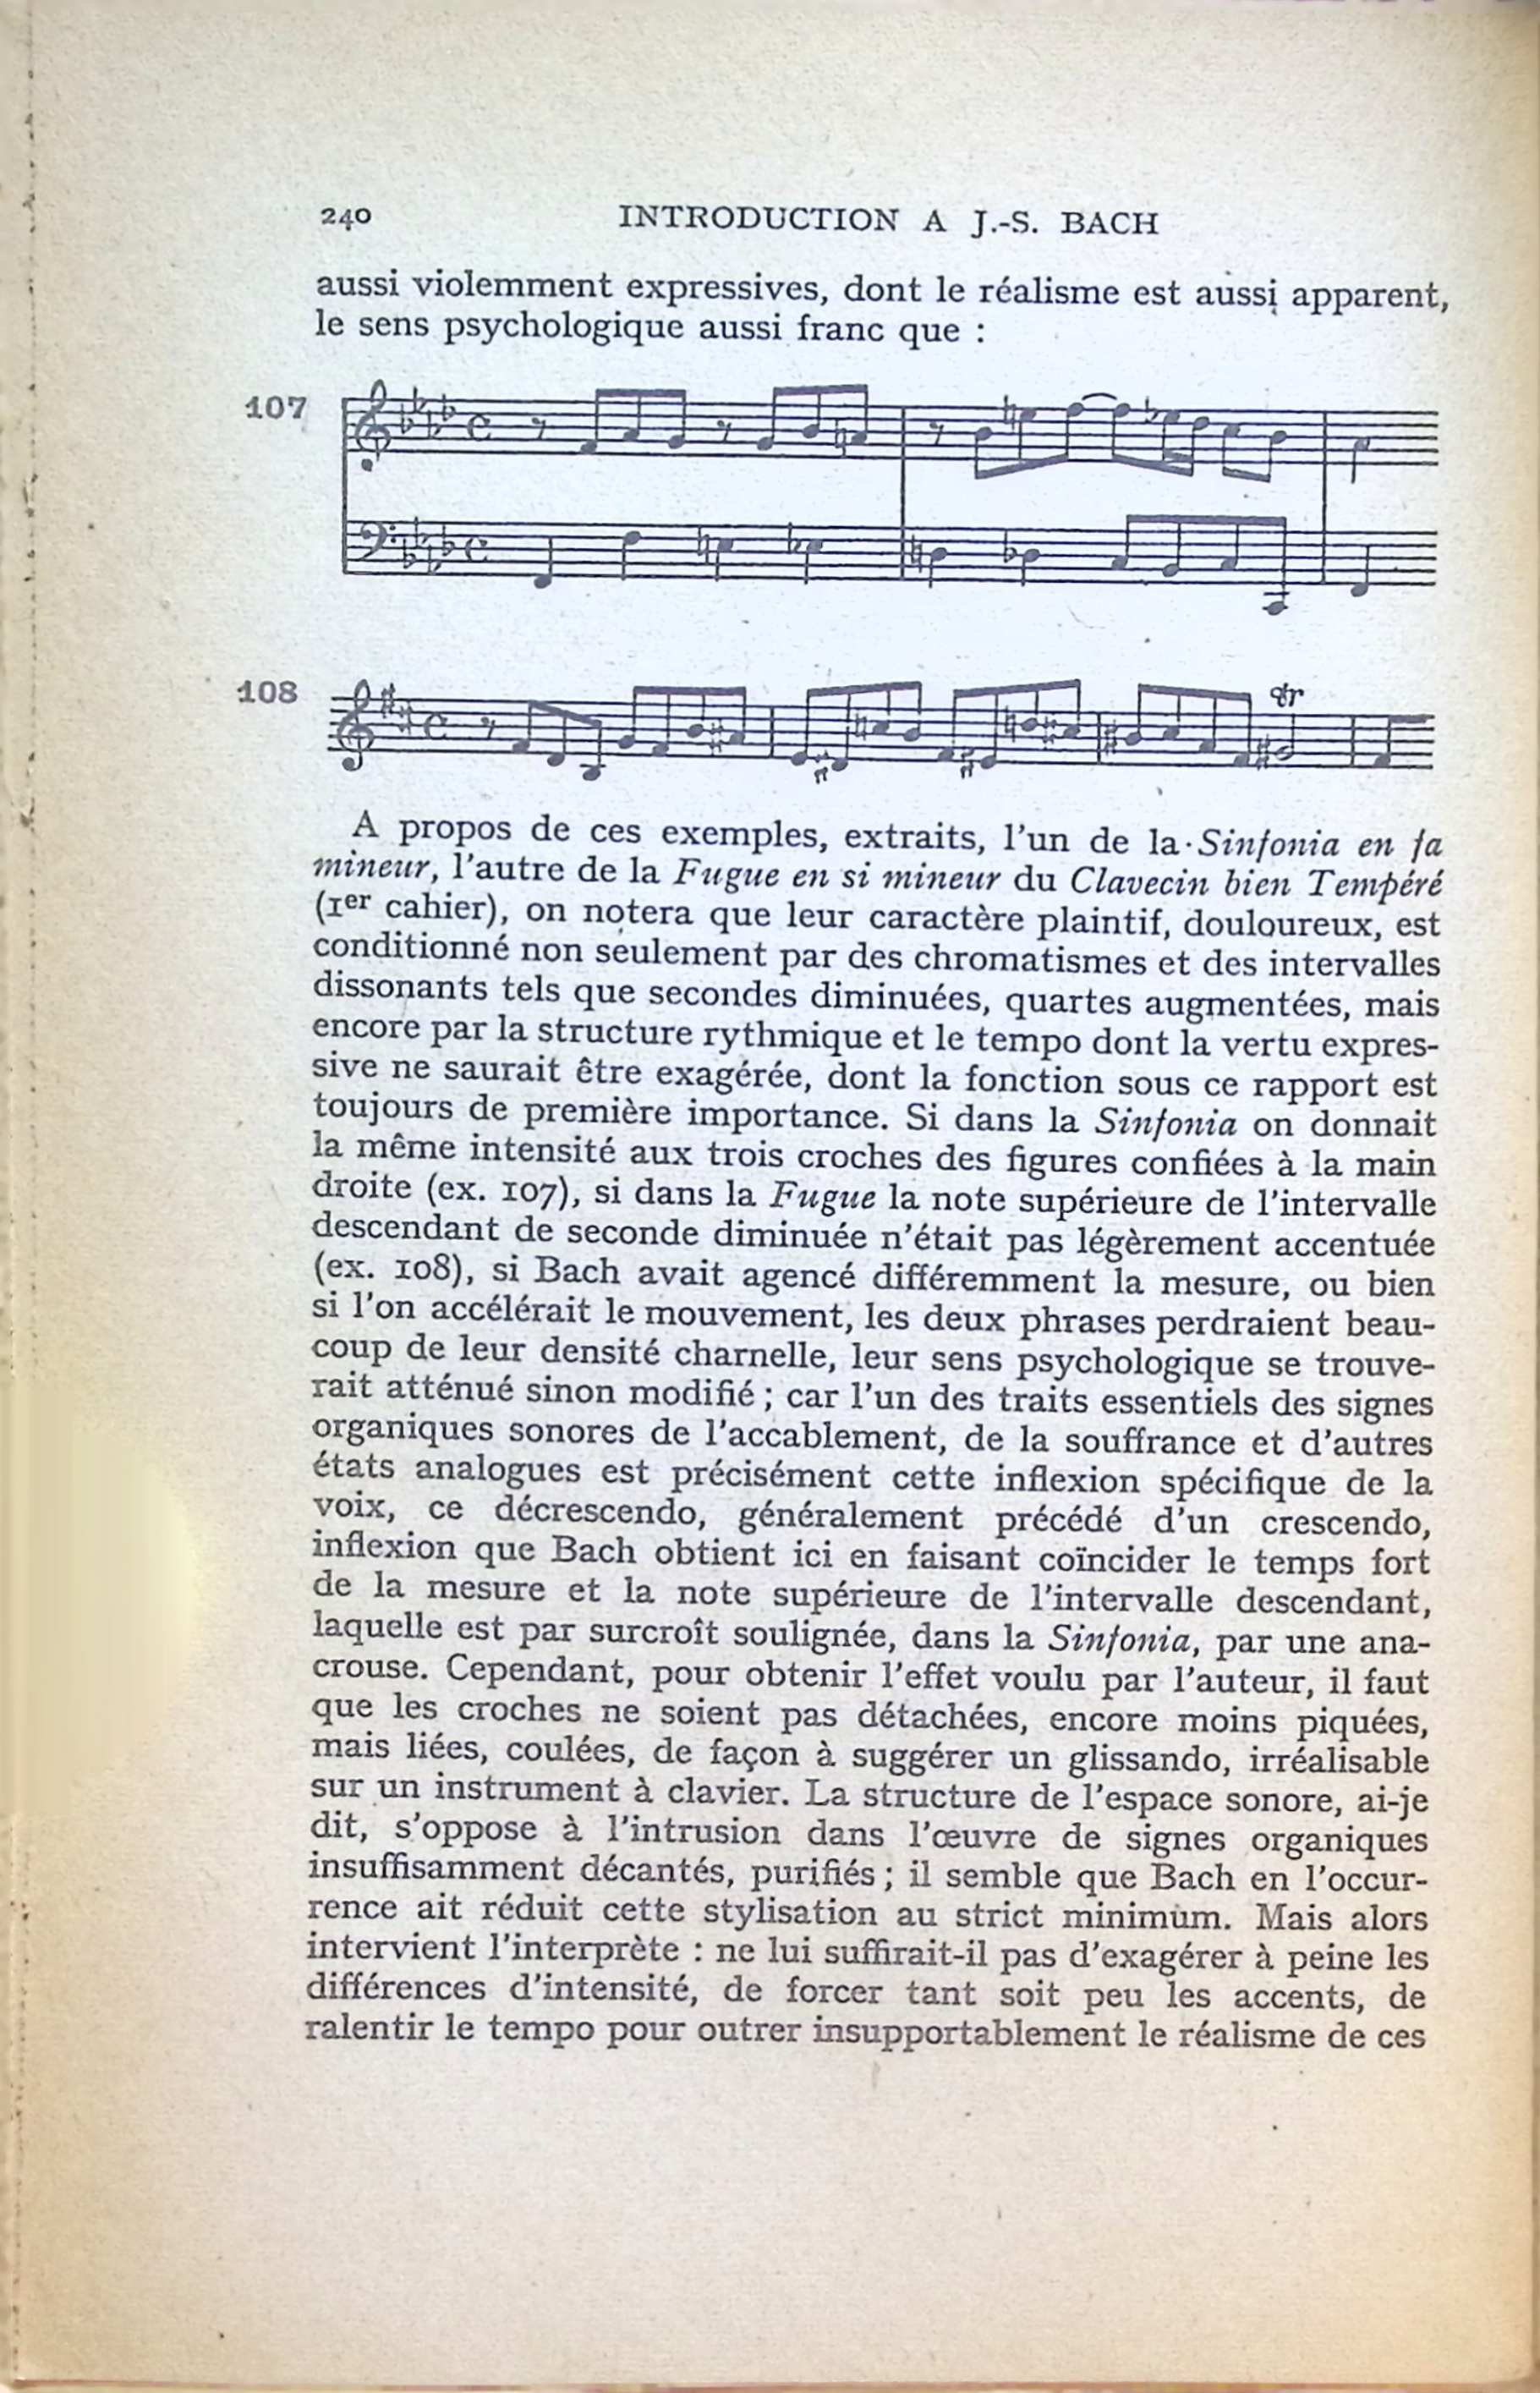 240 INTRODUCTION A J.-S. BACH
aussi violemment expressives, dont le réalisme est aussi apparent,
le sens psychologique aussi franc que :
107
108
tr
A propos de ces exemples, extraits, l'un de la Sinfonia en fa
mineur, l'autre de la Fugue en si mineur du Clavecin bien Tempéré
(1er cahier), on notera que leur caractère plaintif, douloureux, est
conditionné non seulement par des chromatismes et des intervalles
dissonants tels que secondes diminuées, quartes augmentées, mais
encore par la structure rythmique et le tempo dont la vertu expres-
sive ne saurait être exagérée, dont la fonction sous ce rapport est
toujours de première importance. Si dans la Sinfonia on donnait
la même intensité aux trois croches des figures confiées à la main
droite (ex. 107), si dans la Fugue la note supérieure de l'intervalle
descendant de seconde diminuée n'était pas légèrement accentuée
(ex. 108), si Bach avait agencé différemment la mesure, ou bien
si l'on accélérait le mouvement, les deux phrases perdraient beau-
coup de leur densité charnelle, leur sens psychologique se trouve-
rait atténué sinon modifié ; car l'un des traits essentiels des signes
organiques sonores de l'accablement, de la souffrance et d'autres
états analogues est précisément cette inflexion spécifique de la
voix, ce décrescendo, généralement précédé d'un crescendo,
inflexion que Bach obtient ici en faisant coïncider le temps fort
de la mesure et la note supérieure de l'intervalle descendant,
laquelle est par surcroît soulignée, dans la Sinfonia, par une ana-
crouse. Cependant, pour obtenir l'effet voulu par l'auteur, il faut
que les croches ne soient pas détachées, encore moins piquées,
mais liées, coulées, de façon à suggérer un glissando, irréalisable
sur un instrument à clavier. La structure de l'espace sonore, ai-je
dit, s'oppose à l'intrusion dans l'œuvre de signes organiques
insuffisamment décantés, purifiés ; il semble que Bach en l'occur-
rence ait réduit cette stylisation au strict minimum. Mais alors
intervient l'interprète : ne lui suffirait-il pas d'exagérer à peine les
différences d'intensité, de forcer tant soit peu les accents, de
ralentir le tempo pour outrer insupportablement le réalisme de ces